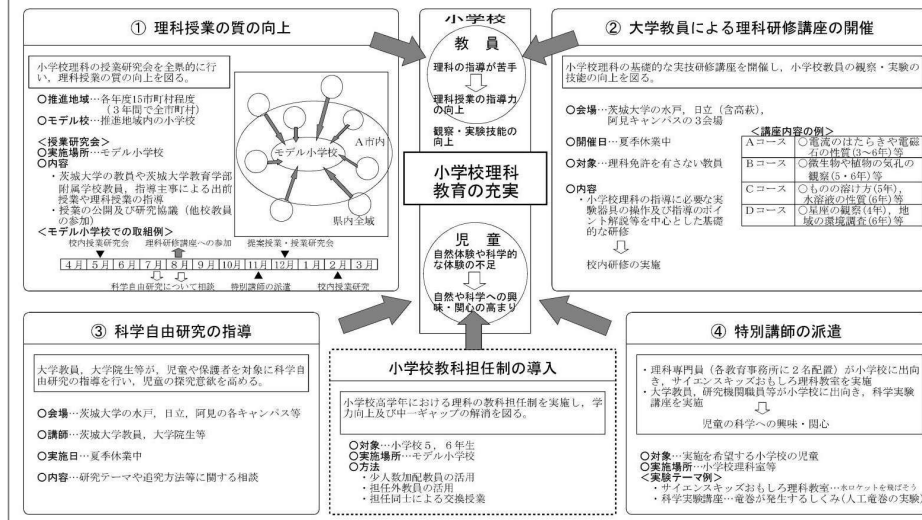 ① 理科授業の質の向上
小学校理科の授業研究会を全県的に行
い，理科授業の質の向上を図る。
○推進地域…各年度15市町村程度
（３年間で全市町村）
○モデル校…推進地域内の小学校
＜授業研究会＞
○実施場所…モデル小学校
○内容
・茨城大学の教員や茨城大学教育学部
附属学校教員，指導主事による出前
授業や理科授業の指導
・授業の公開及び研究協議（他校教員
の参加）
A市内
モデル小学校
県内全域
＜モデル小学校での取組例＞
校内授業研究会 理科研修講座への参加 提案授業・授業研究会
4月 5月 6月 7月 8月 9月 10月 11月 12月 1月 2月 3月
科学自由研究について相談 特別講師の派遣 校内授業研究
小学校
教 員
理科の指導が苦手
理科授業の指導力
の向上
観察・実験技能の
向上
小学校理科
教育の充実
児 童
自然体験や科学的
な体験の不足
自然や科学への興
味・関心の高まり
② 大学教員による理科研修講座の開催
小学校理科の基礎的な実技研修講座を開催し，小学校教員の観察・実験の
技能の向上を図る。
○会場…茨城大学の水戸，日立（含高萩），
阿見キャンパスの３会場
○開催日…夏季休業中
○対象…理科免許を有さない教員
○内容
・小学校理科の指導に必要な実
験器具の操作及び指導のポイ
ント解説等を中心とした基礎
的な研修
校内研修の実施
＜講座内容の例＞
Aコース ○電流のはたらきや電磁
石の性質(3～6年)等
Bコース ○微生物や植物の気孔の
観察(5・6年)等
Cコース ○ものの溶け方(5年)，
水溶液の性質(6年)等
Dコース ○星座の観察(4年)，地
域の環境調査(6年)等
③ 科学自由研究の指導
大学教員，大学院生等が，児童や保護者を対象に科学自
由研究の指導を行い，児童の探究意欲を高める。
○会場…茨城大学の水戸，日立，阿見の各キャンパス等
○講師…茨城大学教員，大学院生等
○実施日…夏季休業中
○内容…研究テーマや追究方法等に関する相談
小学校教科担任制の導入
小学校高学年における理科の教科担任制を実施し，学
力向上及び中一ギャップの解消を図る。
○対象…小学校５，６年生
○実施場所…モデル小学校
○方法
・少人数加配教員の活用
・担任外教員の活用
・担任同士による交換授業
④ 特別講師の派遣
・理科専門員（各教育事務所に２名配置）が小学校に出向
き，サイエンスキッズおもしろ理科教室を実施
・大学教員，研究機関職員等が小学校に出向き，科学実験
講座を実施
児童の科学への興味・関心
○対象…実施を希望する小学校の児童
○実施場所…小学校理科室等
＜実験テーマ例＞
・サイエンスキッズおもしろ理科教室…水ロケットを飛ばそう
・科学実験講座…竜巻が発生するしくみ(人工竜巻の実験)